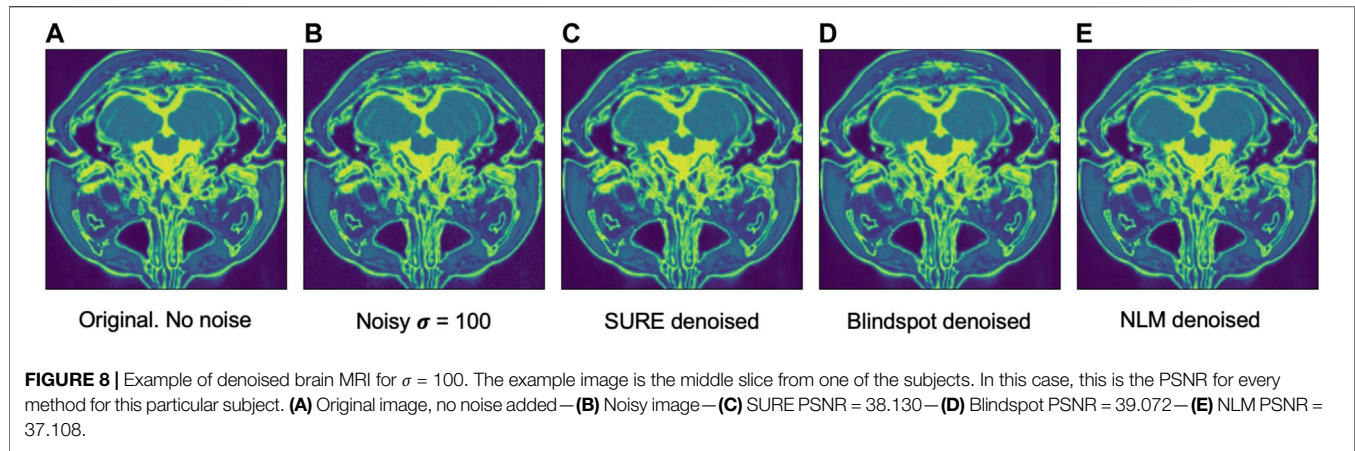 A
B
C
D
E
Original. No noise
Noisy σ = 100
SURE denoised
Blindspot denoised
NLM denoised
FIGURE 8 | Example of denoised brain MRI for σ = 100. The example image is the middle slice from one of the subjects. In this case, this is the PSNR for every
method for this particular subject. (A) Original image, no noise added—(B) Noisy image—(C) SURE PSNR = 38.130—(D) Blindspot PSNR = 39.072—(E) NLM PSNR =
37.108.